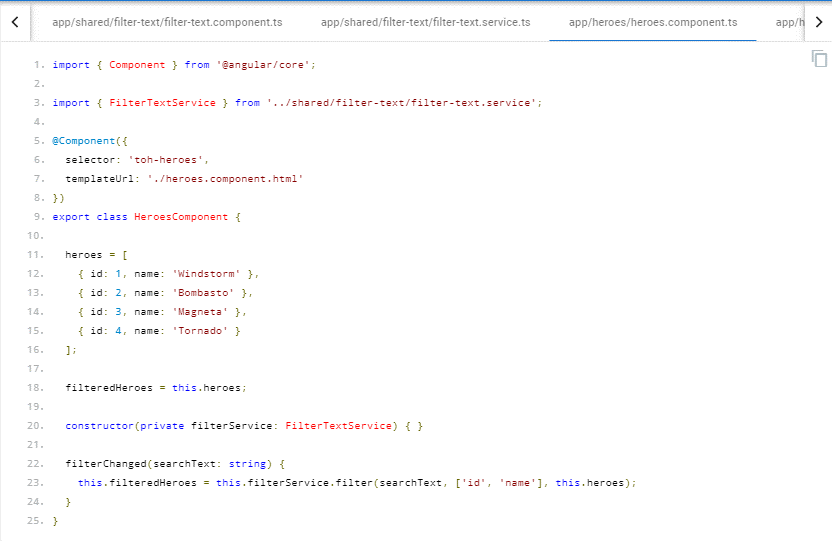 app/shared/filter-text/filter-text.component.ts app/shared/filter-text/filter-text.service.ts app/heroes/heroes.component.ts app/h
1. import { Component } from '@angular/core';
2.
3. import { FilterTextService } from '../shared/filter-text/filter-text.service';
4.
5. @Component({
6.   selector: 'toh-heroes',
7.   templateUrl: './heroes.component.html'
8. })
9. export class HeroesComponent {
10.
11.   heroes = [
12.     { id: 1, name: 'Windstorm' },
13.     { id: 2, name: 'Bombasto' },
14.     { id: 3, name: 'Magneta' },
15.     { id: 4, name: 'Tornado' }
16.   ];
17.
18.   filteredHeroes = this.heroes;
19.
20.   constructor(private filterService: FilterTextService) { }
21.
22.   filterChanged(searchText: string) {
23.     this.filteredHeroes = this.filterService.filter(searchText, ['id', 'name'], this.heroes);
24.   }
25. }